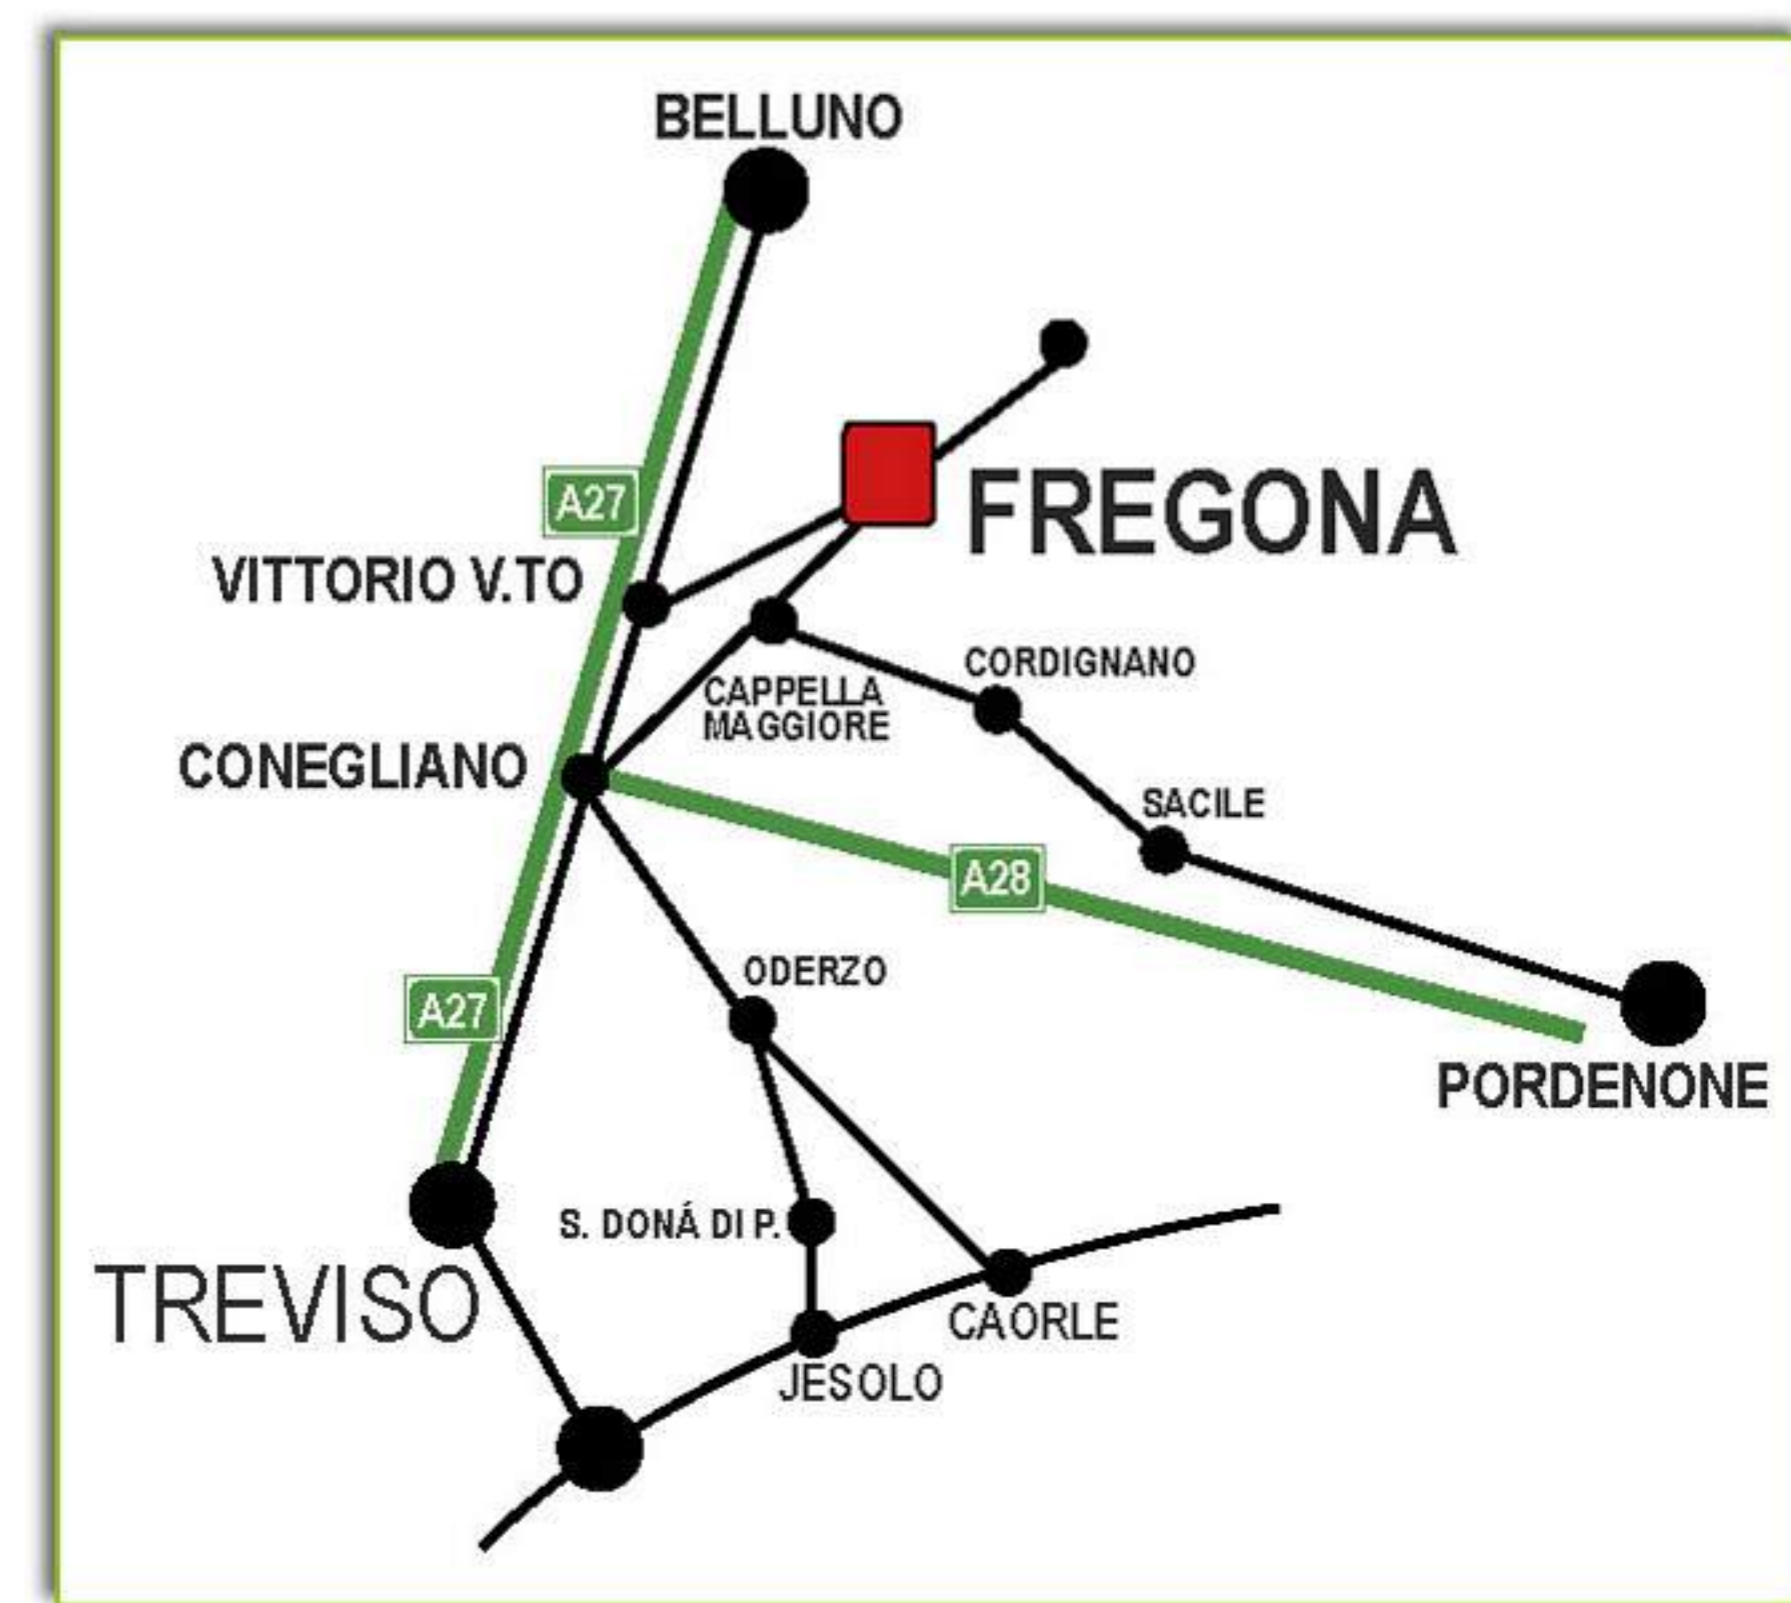 BELLUNO
A27
FREGONA
VITTORIO V.TO
CORDIGNANO
CAPPELLA
MAGGIORE
CONEGLIANO
SACILE
A28
ODERZO
A27
PORDENONE
S. DONÁ DI P.
TREVISO
CAORLE
JESOLO